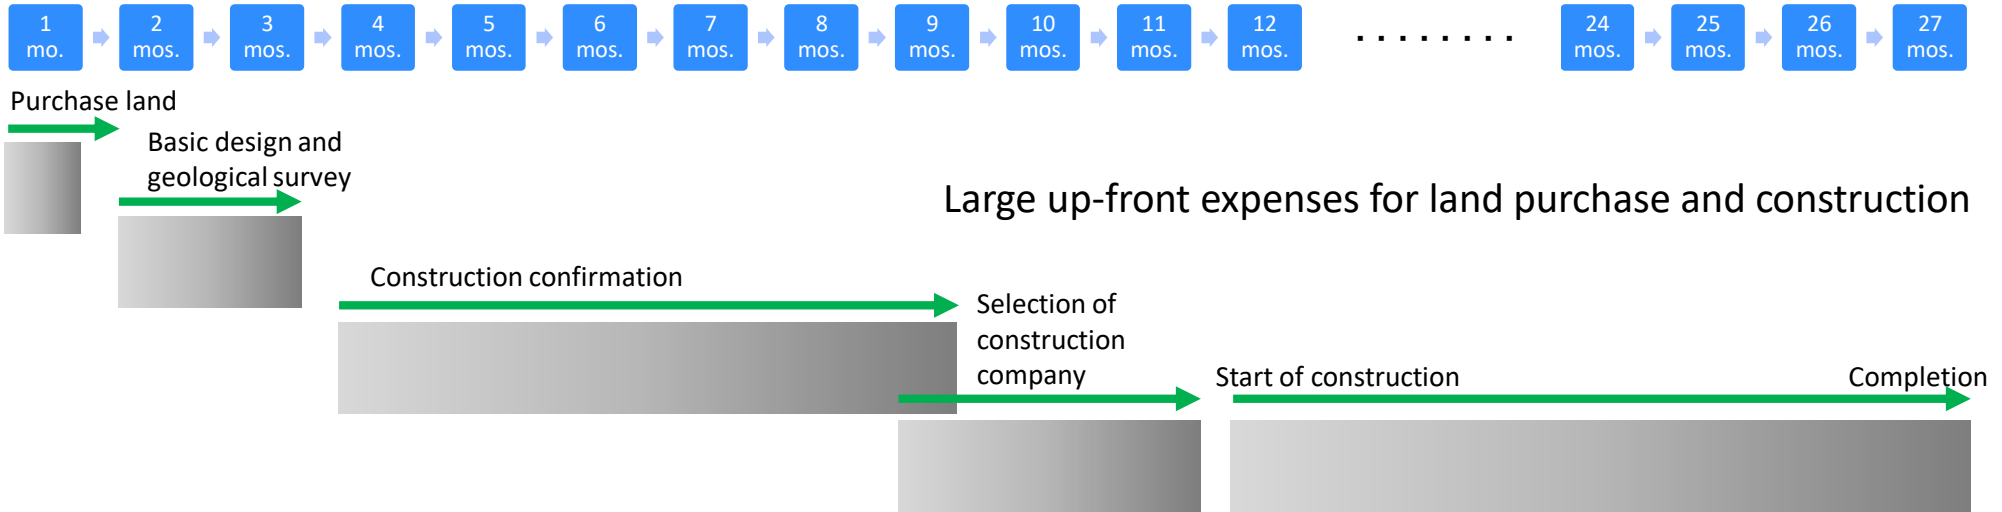 1
mo.
2
mos.
3
mos.
4
mos.
5
mos.
6
mos.
7
mos.
8
mos.
9
mos.
10
mos.
11
mos.
12
mos.
........
24
mos.
25
mos.
26
mos.
27
mos.
Purchase land
Basic design and
geological survey
Large up-front expenses for land purchase and construction
Construction confirmation
Selection of
construction
company
Start of construction
Completion